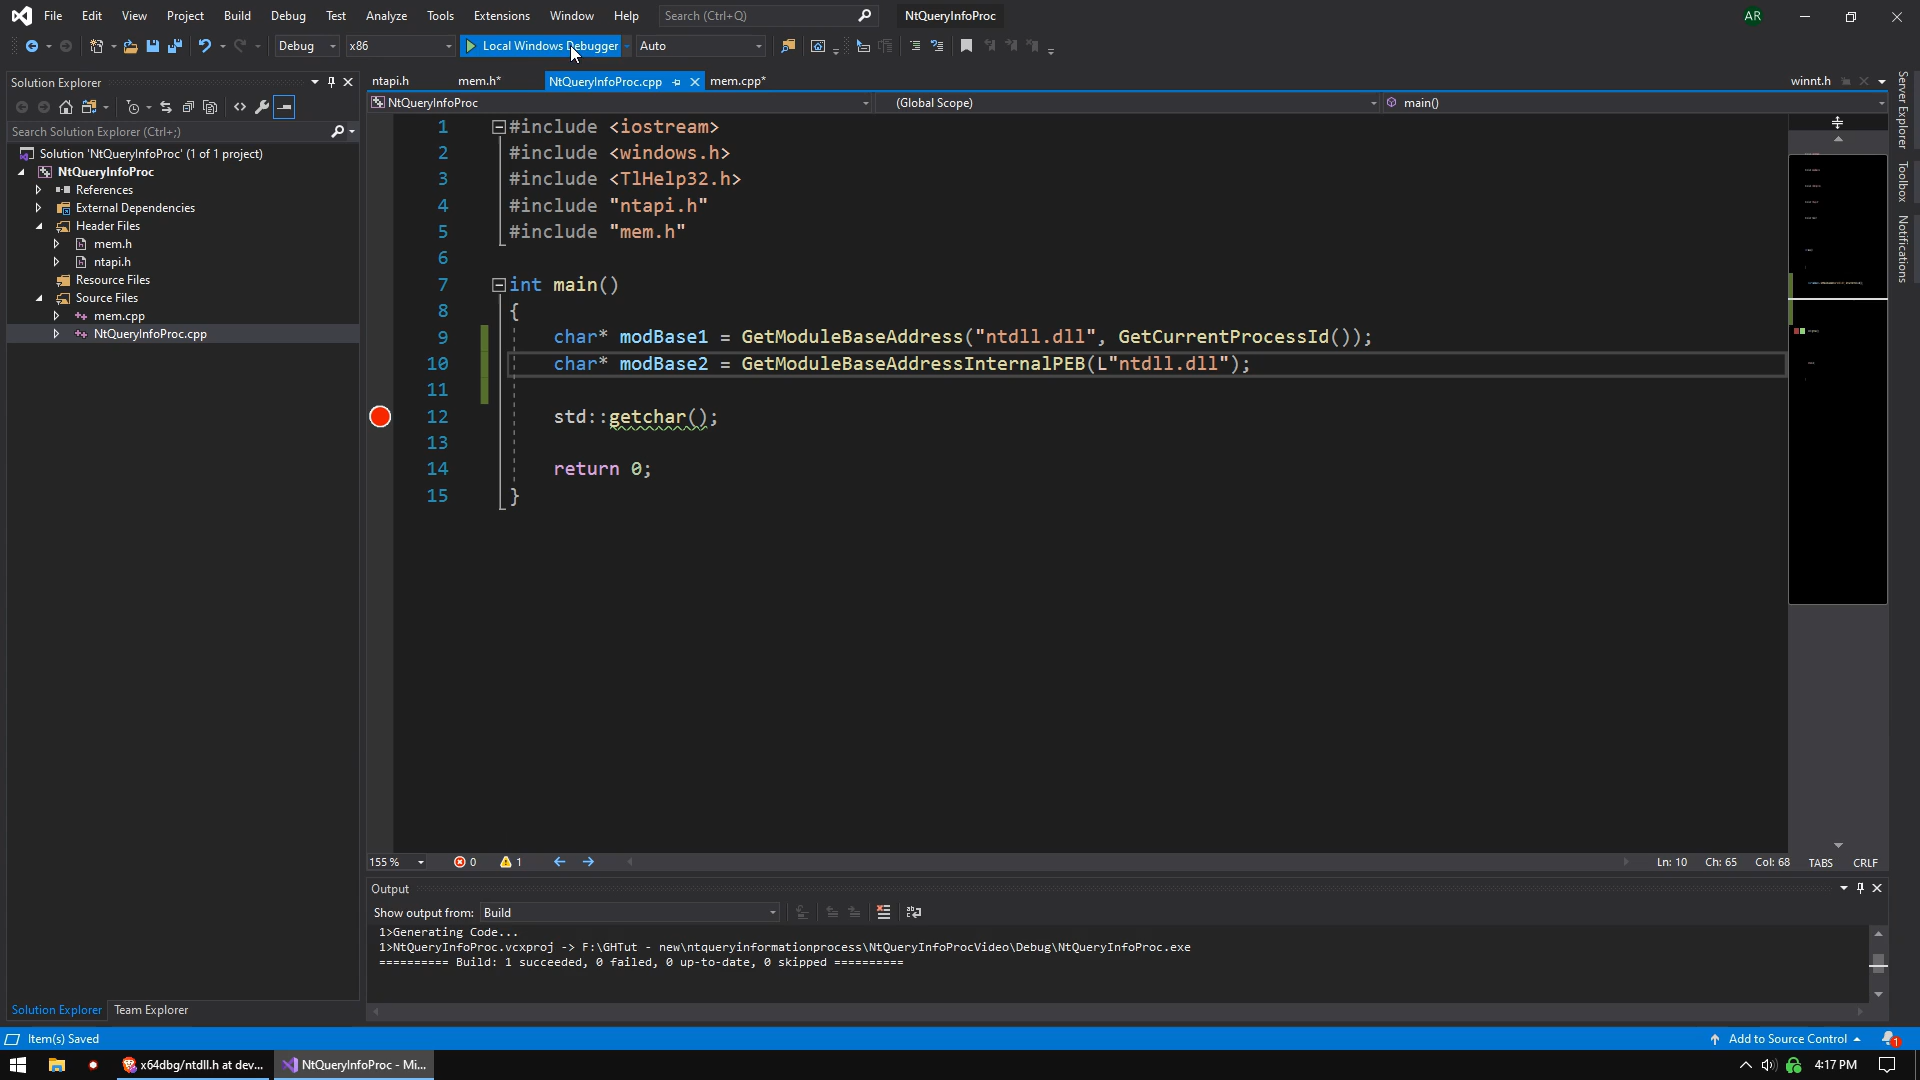 File Edit View Project Build Debug Test Analyze Tools Extensions Window Help Search (Ctrl+Q) NtQueryInfoProc AR
Debug x86 Local Windows Debugger Auto
Solution Explorer
Search Solution Explorer (Ctrl+;)
Solution 'NtQueryInfoProc' (1 of 1 project)
NtQueryInfoProc
References
External Dependencies
Header Files
mem.h
ntapi.h
Resource Files
Source Files
mem.cpp
NtQueryInfoProc.cpp
Solution Explorer Team Explorer
ntapi.h mem.h* NtQueryInfoProc.cpp mem.cpp* winnt.h
NtQueryInfoProc (Global Scope) main()
1 #include <iostream>
2 #include <windows.h>
3 #include <TlHelp32.h>
4 #include "ntapi.h"
5 #include "mem.h"
6
7 int main()
8 {
9 char* modBase1 = GetModuleBaseAddress("ntdll.dll", GetCurrentProcessId());
10 char* modBase2 = GetModuleBaseAddressInternalPEB(L"ntdll.dll");
11
12 std::getchar();
13
14 return 0;
15 }
155 % 0 1 Ln: 10 Ch: 65 Col: 68 TABS CRLF
Output
Show output from: Build
1>Generating Code...
1>NtQueryInfoProc.vcxproj -> F:\GHTut - new\ntqueryinformationprocess\NtQueryInfoProcVideo\Debug\NtQueryInfoProc.exe
========== Build: 1 succeeded, 0 failed, 0 up-to-date, 0 skipped ==========
Server Explorer
Toolbox
Notifications
Item(s) Saved Add to Source Control 1
x64dbg/ntdll.h at dev... NtQueryInfoProc - Mi... 4:17 PM